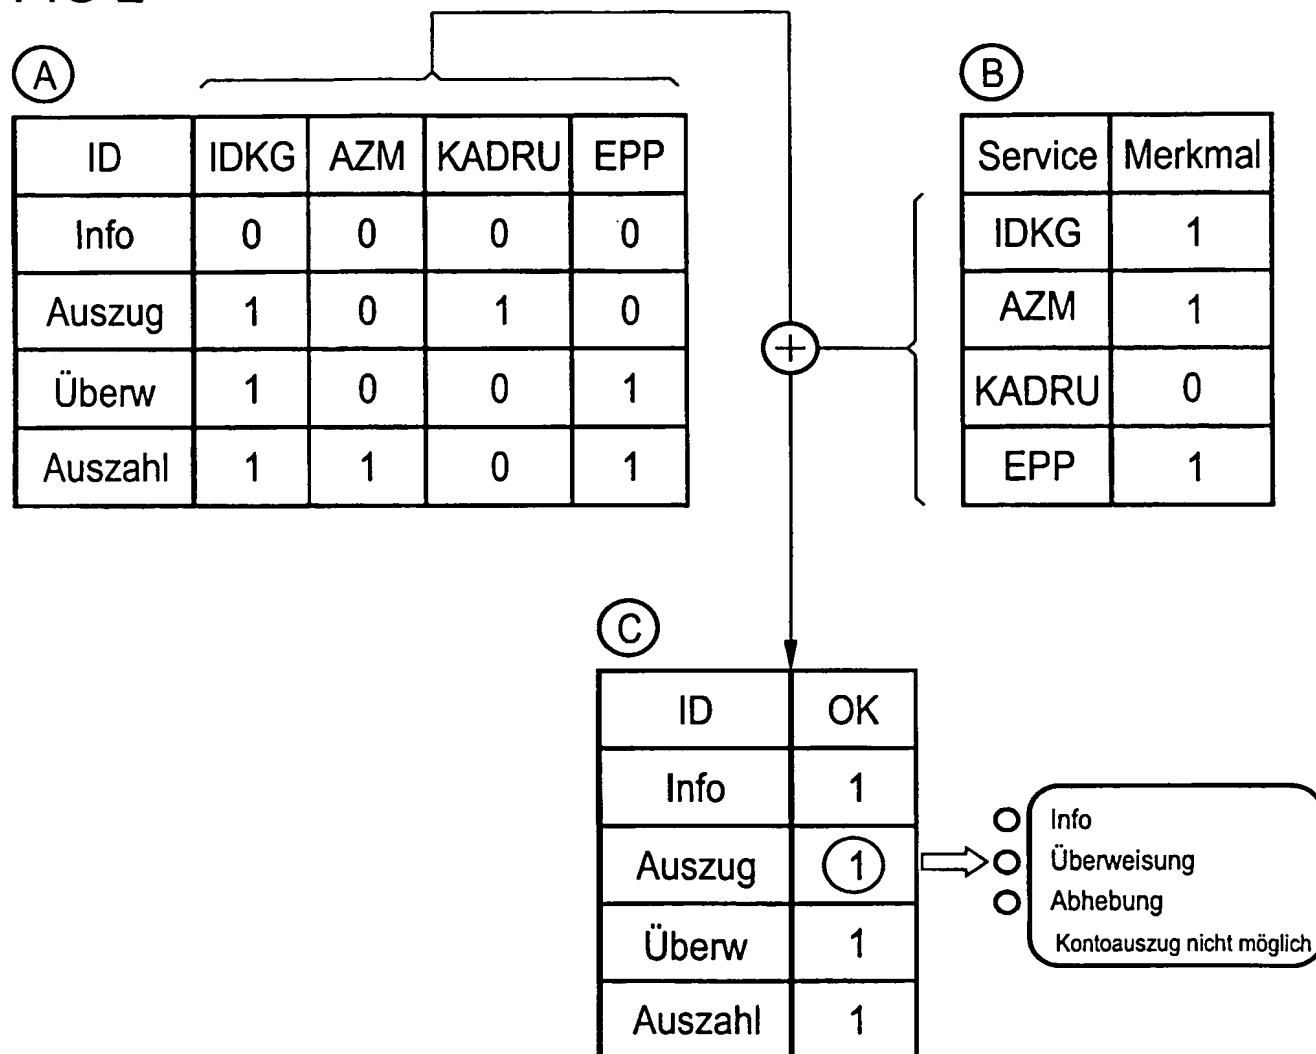 A
ID IDKG AZM KADRU EPP
Info 0 0 0 0
Auszug 1 0 1 0
Überw 1 0 0 1
Auszahl 1 1 0 1
B
Service Merkmal
IDKG 1
AZM 1
KADRU 0
EPP 1
+
C
ID OK
Info 1
Auszug 1
Überw 1
Auszahl 1
Info
Überweisung
Abhebung
Kontoauszug nicht möglich